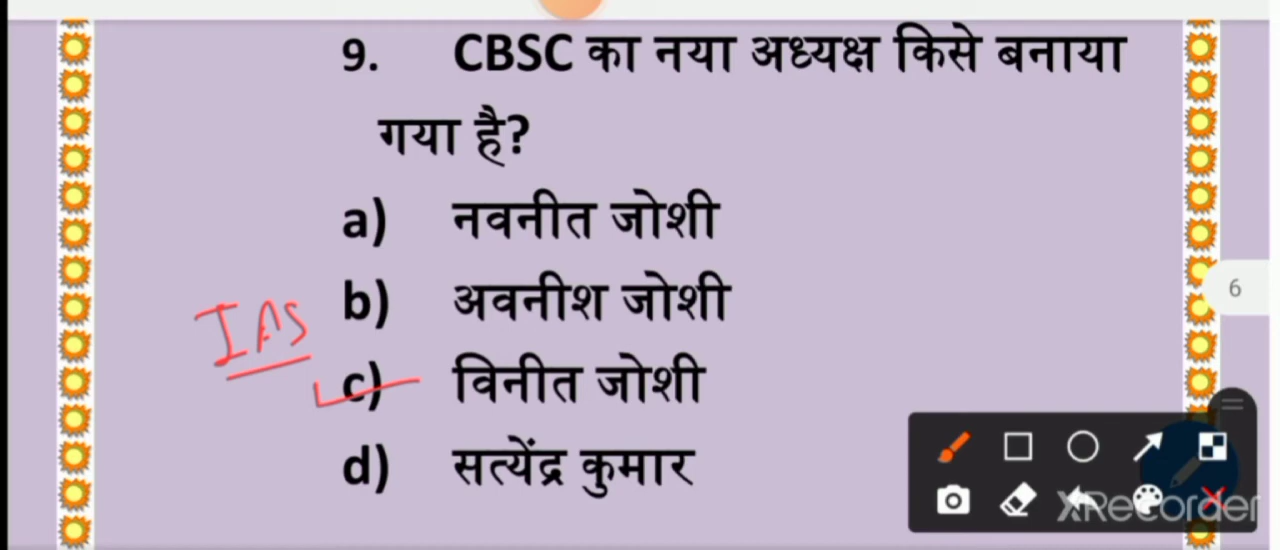 9. CBSC का नया अध्यक्ष किसे बनाया
गया है?
a) नवनीत जोशी
b) अवनीश जोशी
IAS
c) विनीत जोशी
d) सत्येंद्र कुमार
6
XRecorder